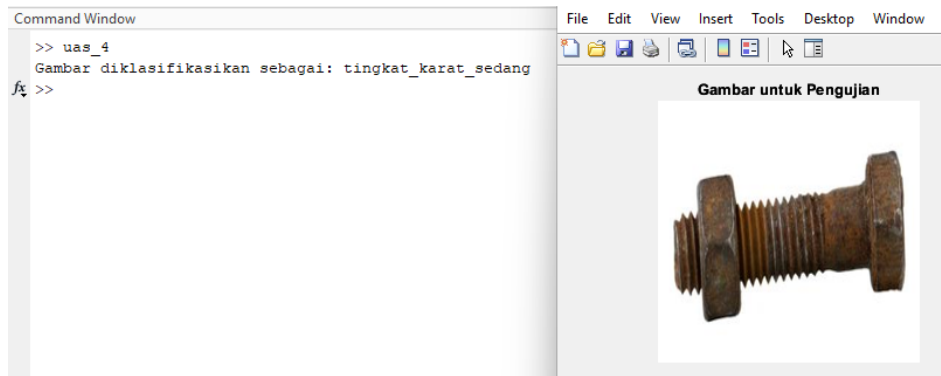 Command Window
>> uas_4
Gambar diklasifikasikan sebagai: tingkat_karat_sedang
fx >>
File Edit View Insert Tools Desktop Window
Gambar untuk Pengujian